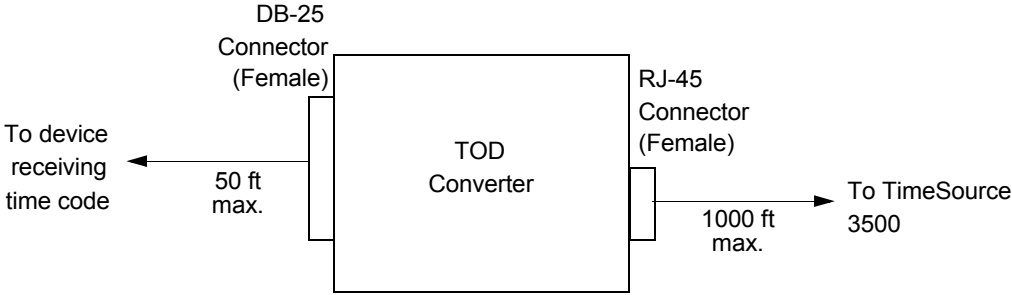 DB-25
Connector
(Female)
RJ-45
Connector
(Female)
To device
receiving
time code
50 ft
max.
TOD
Converter
1000 ft
max.
To TimeSource
3500